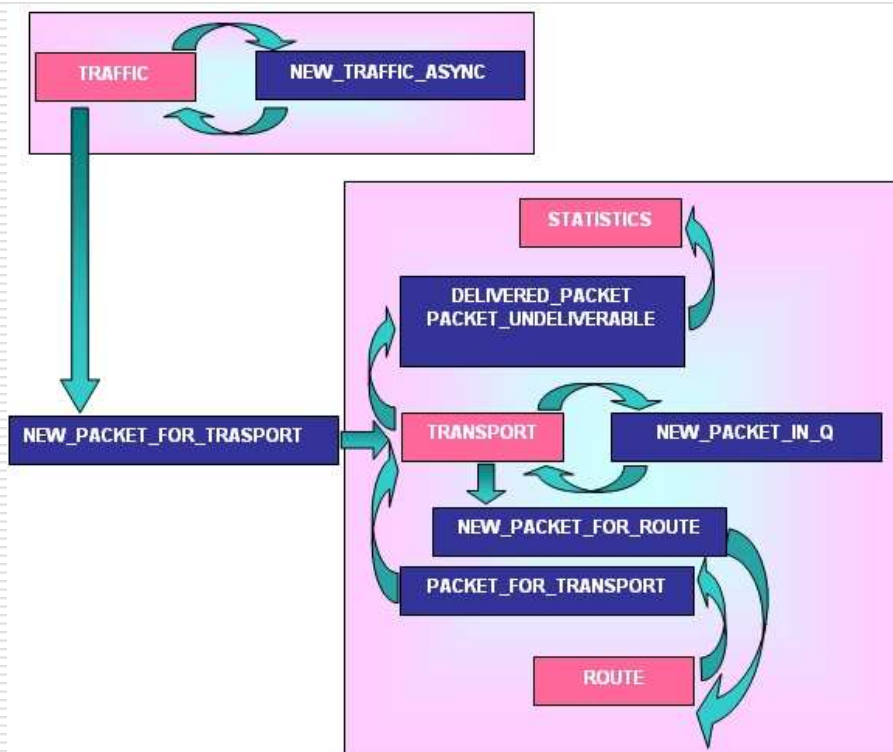 TRAFFIC
NEW_TRAFFIC_ASYNC
STATISTICS
DELIVERED_PACKET
PACKET_UNDELIVERABLE
NEW_PACKET_FOR_TRASPORT
TRANSPORT
NEW_PACKET_IN_Q
NEW_PACKET_FOR_ROUTE
PACKET_FOR_TRANSPORT
ROUTE